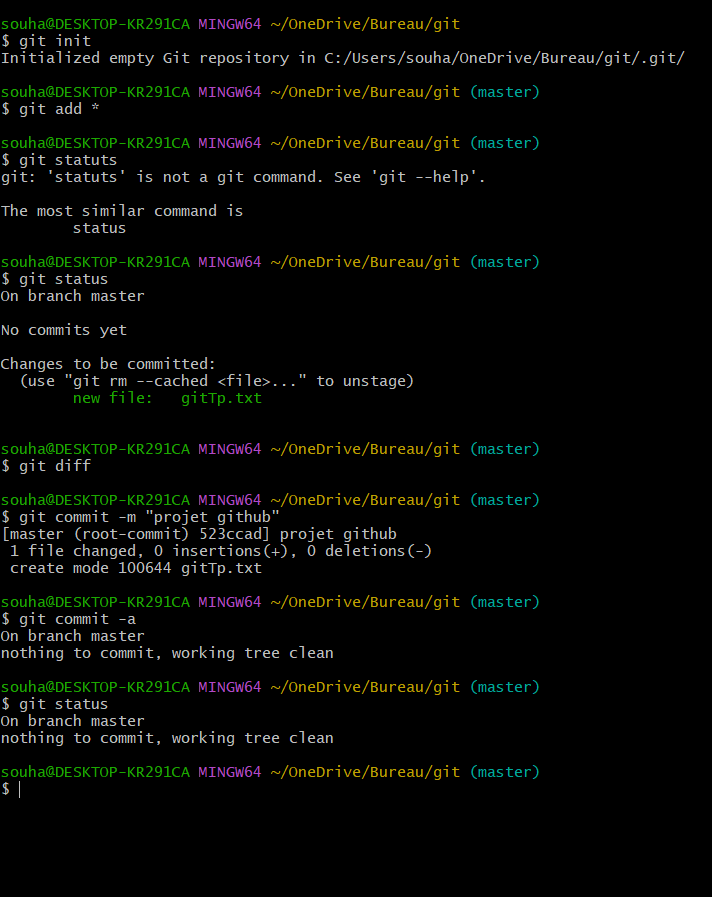 souha@DESKTOP-KR291CA MINGW64 ~/OneDrive/Bureau/git
$ git init
Initialized empty Git repository in C:/Users/souha/OneDrive/Bureau/git/.git/
souha@DESKTOP-KR291CA MINGW64 ~/OneDrive/Bureau/git (master)
$ git add *
souha@DESKTOP-KR291CA MINGW64 ~/OneDrive/Bureau/git (master)
$ git statuts
git: 'statuts' is not a git command. See 'git --help'.
The most similar command is
        status
souha@DESKTOP-KR291CA MINGW64 ~/OneDrive/Bureau/git (master)
$ git status
On branch master
No commits yet
Changes to be committed:
  (use "git rm --cached <file>..." to unstage)
        new file:   gitTp.txt
souha@DESKTOP-KR291CA MINGW64 ~/OneDrive/Bureau/git (master)
$ git diff
souha@DESKTOP-KR291CA MINGW64 ~/OneDrive/Bureau/git (master)
$ git commit -m "projet github"
[master (root-commit) 523ccad] projet github
 1 file changed, 0 insertions(+), 0 deletions(-)
 create mode 100644 gitTp.txt
souha@DESKTOP-KR291CA MINGW64 ~/OneDrive/Bureau/git (master)
$ git commit -a
On branch master
nothing to commit, working tree clean
souha@DESKTOP-KR291CA MINGW64 ~/OneDrive/Bureau/git (master)
$ git status
On branch master
nothing to commit, working tree clean
souha@DESKTOP-KR291CA MINGW64 ~/OneDrive/Bureau/git (master)
$